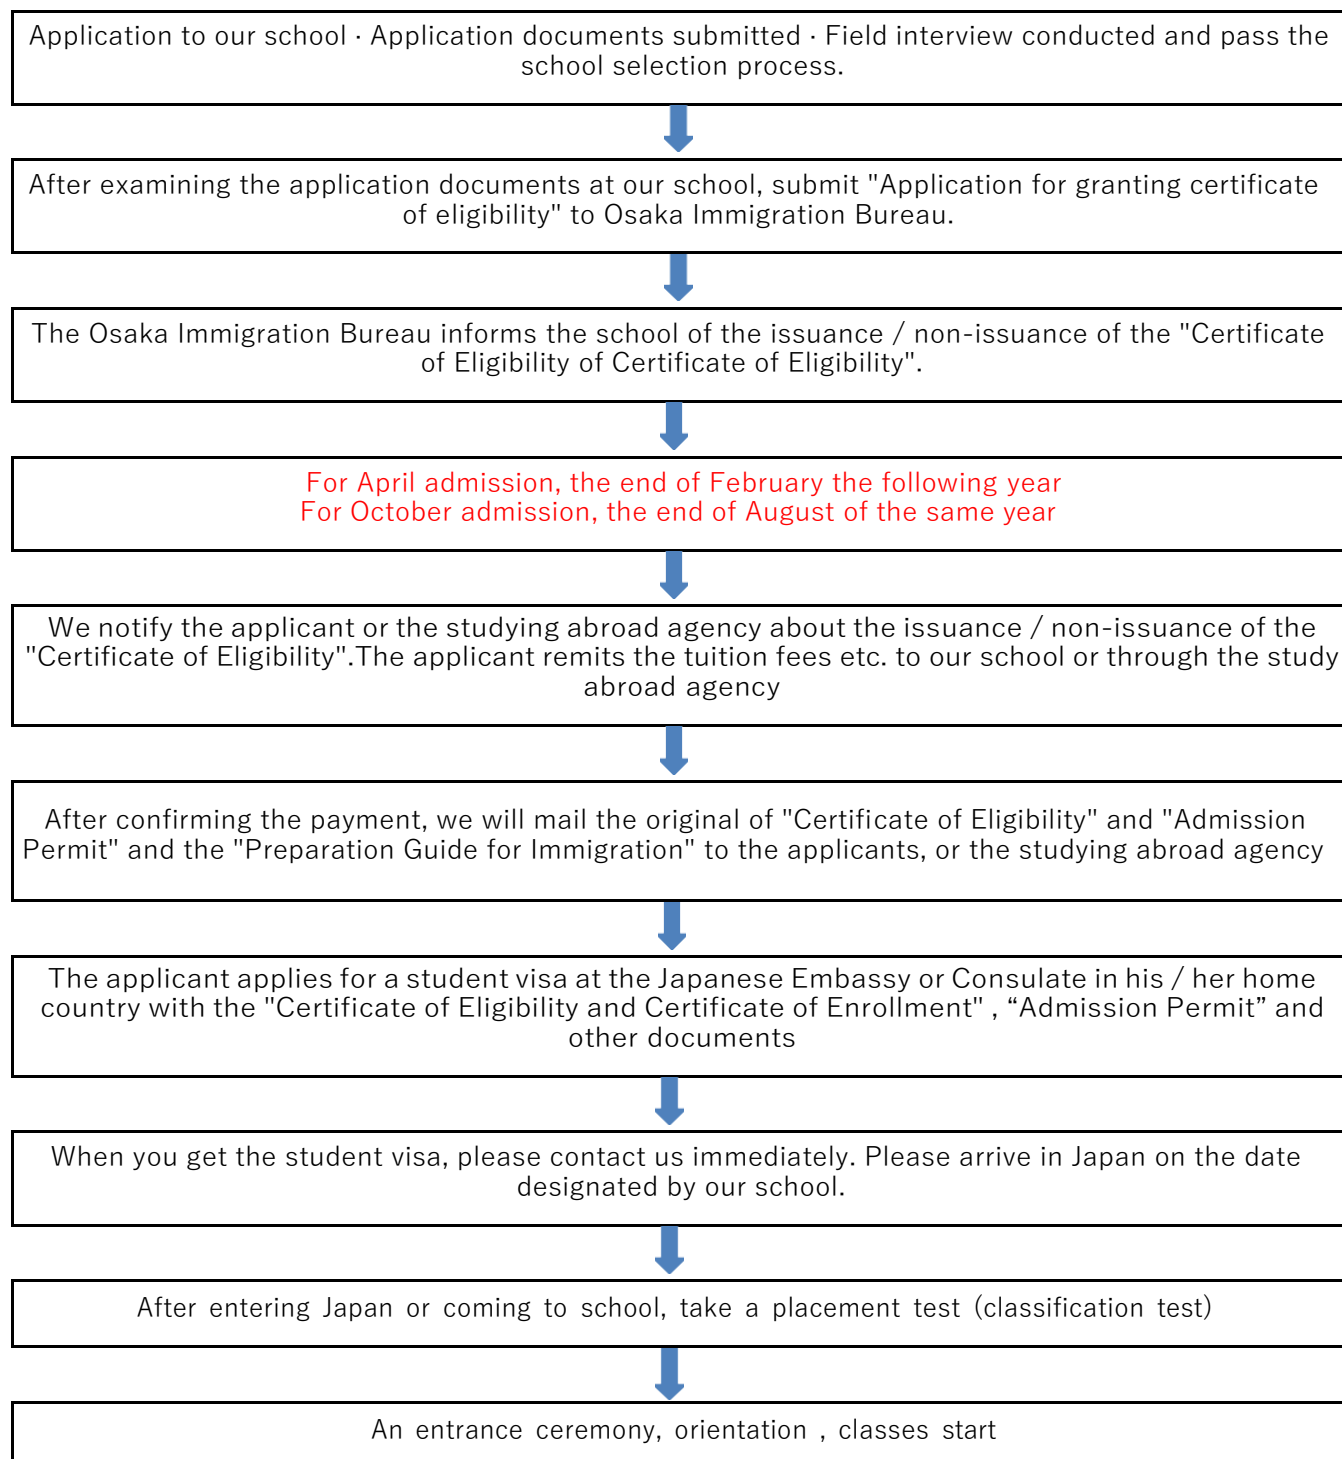 Application to our school · Application documents submitted · Field interview conducted and pass the
school selection process.
After examining the application documents at our school, submit "Application for granting certificate
of eligibility" to Osaka Immigration Bureau.
The Osaka Immigration Bureau informs the school of the issuance / non-issuance of the "Certificate
of Eligibility of Certificate of Eligibility".
For April admission, the end of February the following year
For October admission, the end of August of the same year
We notify the applicant or the studying abroad agency about the issuance / non-issuance of the
"Certificate of Eligibility".The applicant remits the tuition fees etc. to our school or through the study
abroad agency
After confirming the payment, we will mail the original of "Certificate of Eligibility" and "Admission
Permit" and the "Preparation Guide for Immigration" to the applicants, or the studying abroad agency
The applicant applies for a student visa at the Japanese Embassy or Consulate in his / her home
country with the "Certificate of Eligibility and Certificate of Enrollment" , “Admission Permit” and
other documents
When you get the student visa, please contact us immediately. Please arrive in Japan on the date
designated by our school.
After entering Japan or coming to school, take a placement test (classification test)
An entrance ceremony, orientation , classes start